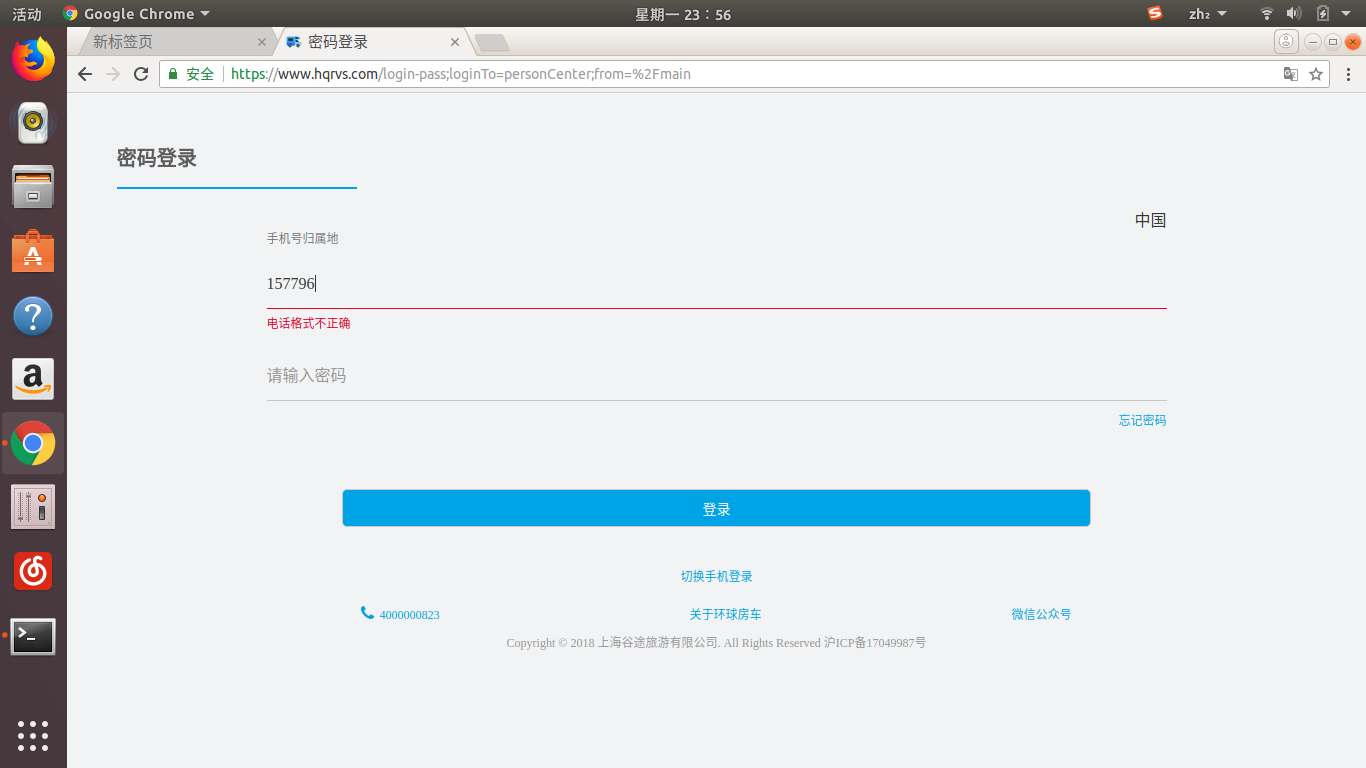 活动 Google Chrome 星期一 23：56 zh₂
新标签页 密码登录
安全 https://www.hqrvs.com/login-pass;loginTo=personCenter;from=%2Fmain
密码登录
中国
手机号归属地
157796
电话格式不正确
请输入密码
忘记密码
登录
切换手机登录
4000000823 关于环球房车 微信公众号
Copyright © 2018 上海谷途旅游有限公司. All Rights Reserved 沪ICP备17049987号